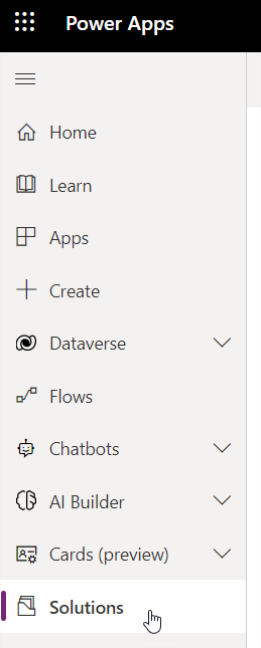 Power Apps
Home
Learn
Apps
Create
Dataverse
Flows
Chatbots
AI Builder
Cards (preview)
Solutions